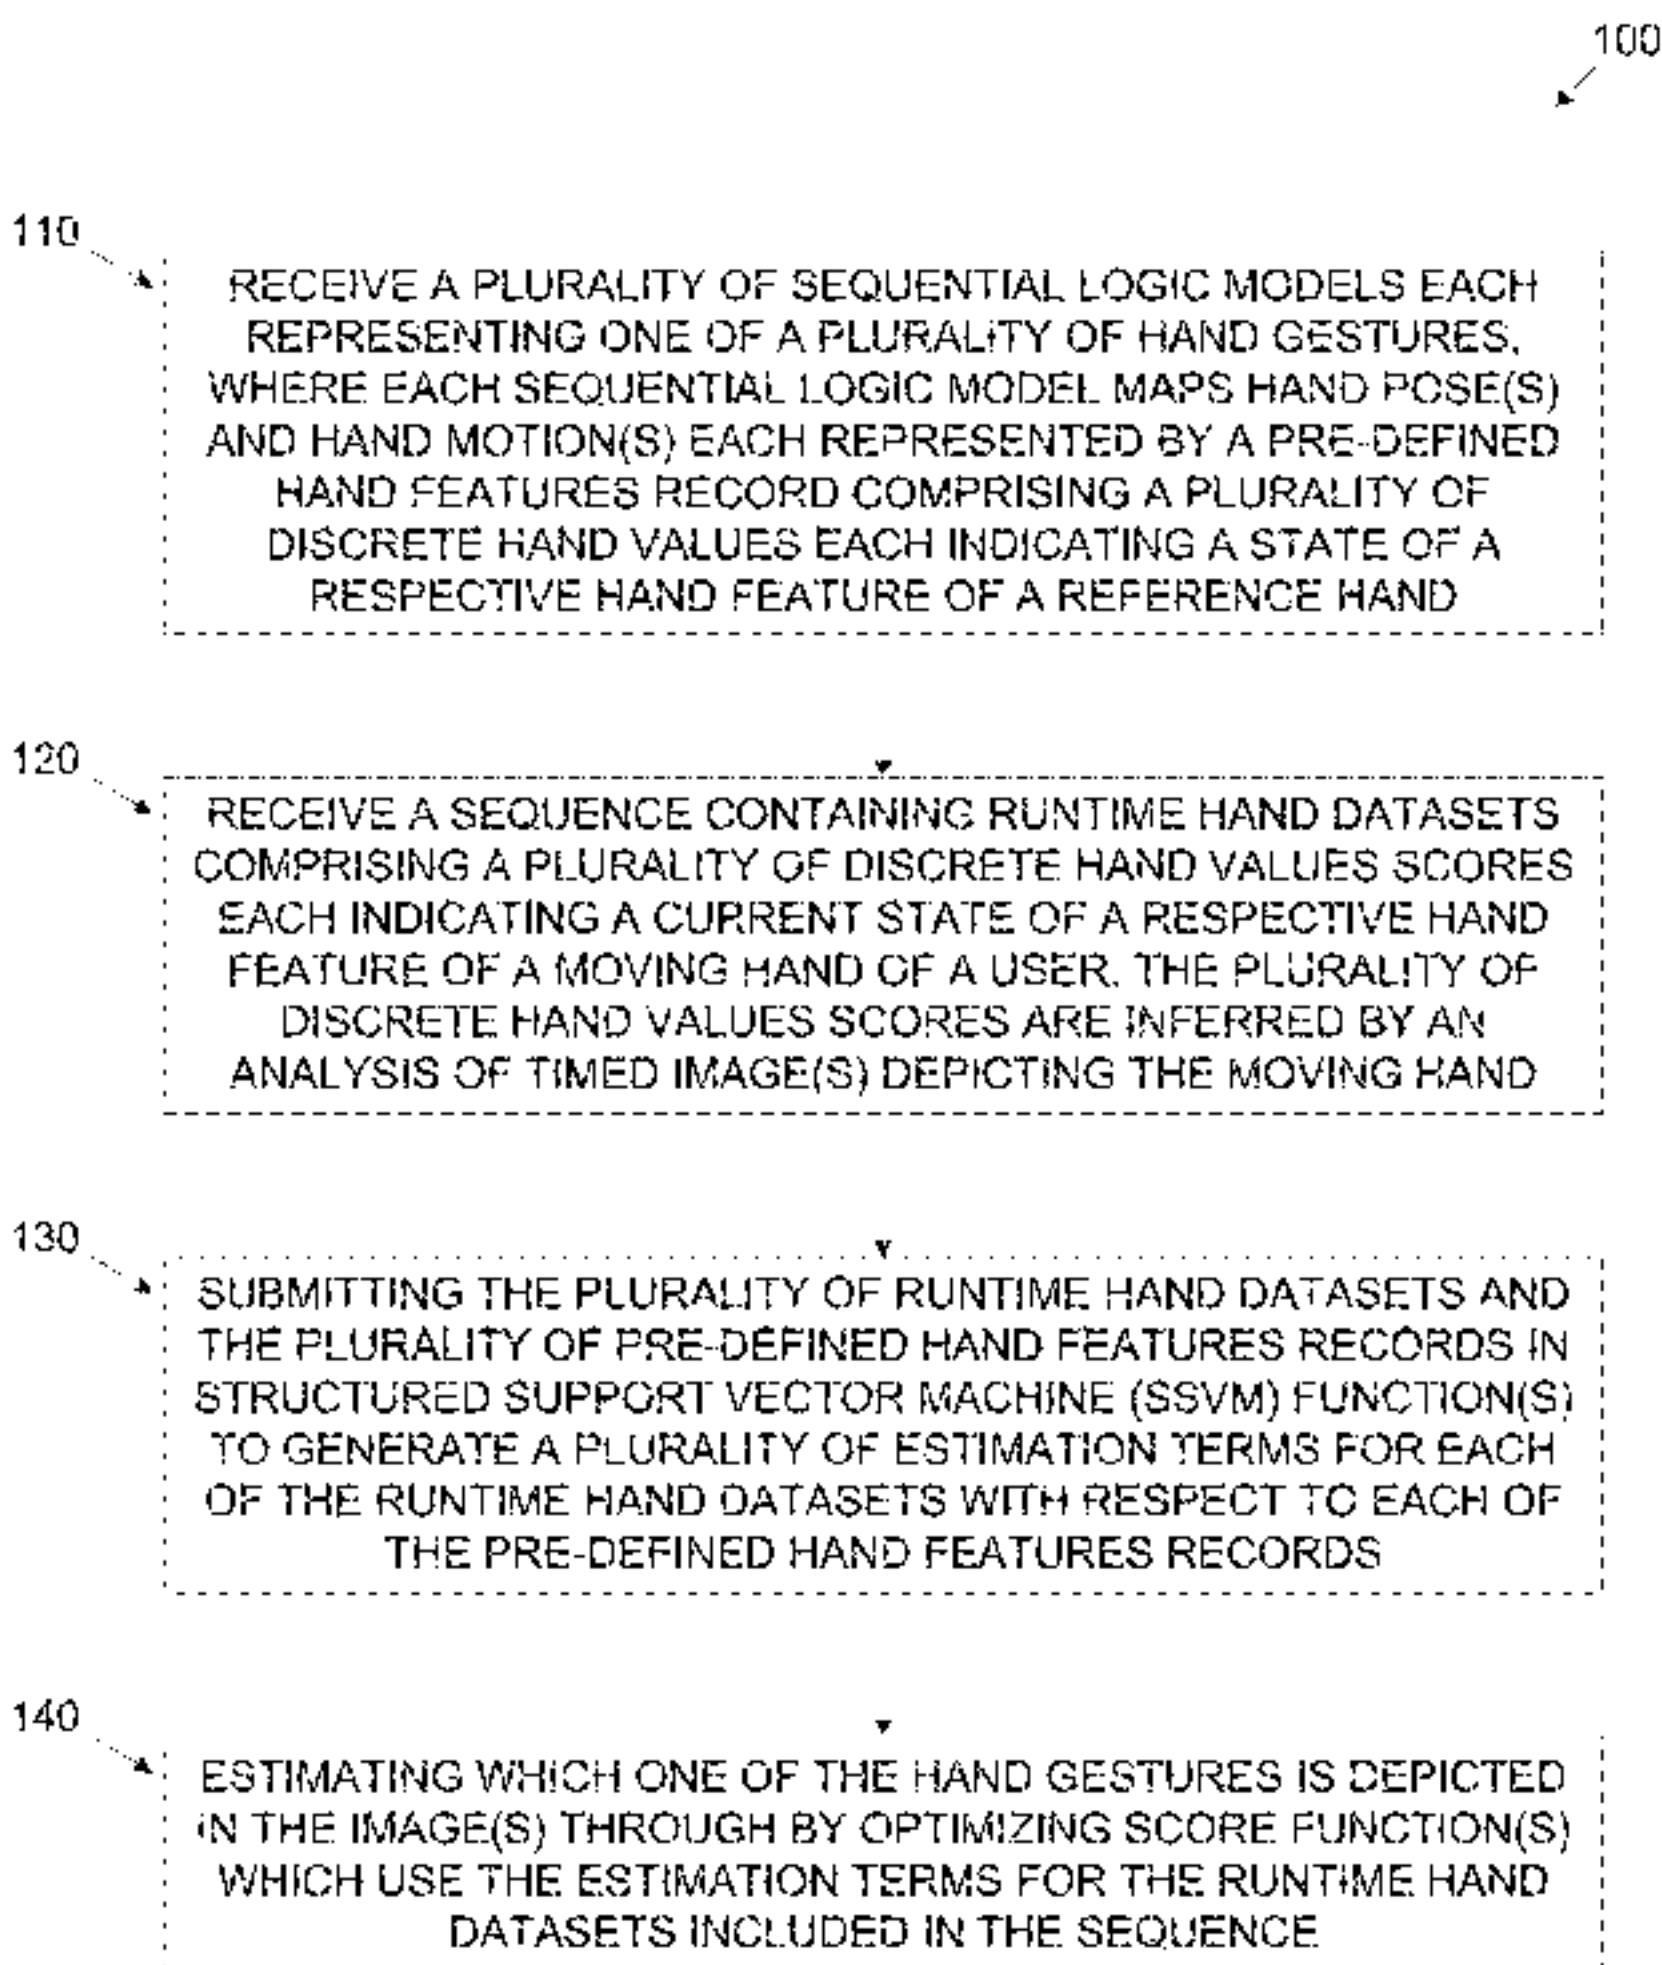 100
110
RECEIVE A PLURALITY OF SEQUENTIAL LOGIC MODELS EACH
REPRESENTING ONE OF A PLURALITY OF HAND GESTURES,
WHERE EACH SEQUENTIAL LOGIC MODEL MAPS HAND POSE(S)
AND HAND MOTION(S) EACH REPRESENTED BY A PRE-DEFINED
HAND FEATURES RECORD COMPRISING A PLURALITY OF
DISCRETE HAND VALUES EACH INDICATING A STATE OF A
RESPECTIVE HAND FEATURE OF A REFERENCE HAND
120
RECEIVE A SEQUENCE CONTAINING RUNTIME HAND DATASETS
COMPRISING A PLURALITY OF DISCRETE HAND VALUES SCORES
EACH INDICATING A CURRENT STATE OF A RESPECTIVE HAND
FEATURE OF A MOVING HAND OF A USER, THE PLURALITY OF
DISCRETE HAND VALUES SCORES ARE INFERRED BY AN
ANALYSIS OF TIMED IMAGE(S) DEPICTING THE MOVING HAND
130
SUBMITTING THE PLURALITY OF RUNTIME HAND DATASETS AND
THE PLURALITY OF PRE-DEFINED HAND FEATURES RECORDS IN
STRUCTURED SUPPORT VECTOR MACHINE (SSVM) FUNCTION(S)
TO GENERATE A PLURALITY OF ESTIMATION TERMS FOR EACH
OF THE RUNTIME HAND DATASETS WITH RESPECT TO EACH OF
THE PRE-DEFINED HAND FEATURES RECORDS
140
ESTIMATING WHICH ONE OF THE HAND GESTURES IS DEPICTED
IN THE IMAGE(S) THROUGH BY OPTIMIZING SCORE FUNCTION(S)
WHICH USE THE ESTIMATION TERMS FOR THE RUNTIME HAND
DATASETS INCLUDED IN THE SEQUENCE